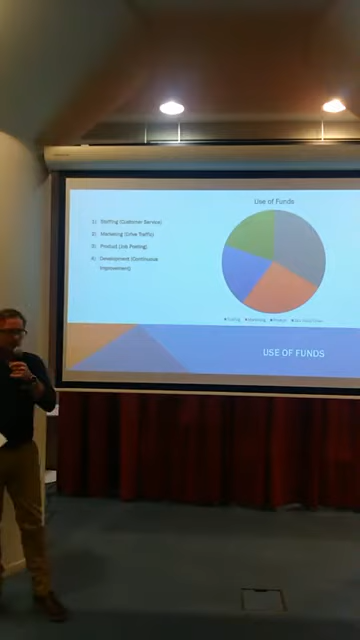 Use of Funds
1) Staffing (Customer Service)
2) Marketing (Drive Traffic)
3) Product (Job Posting)
4) Development (Continuous
Improvement)
USE OF FUNDS